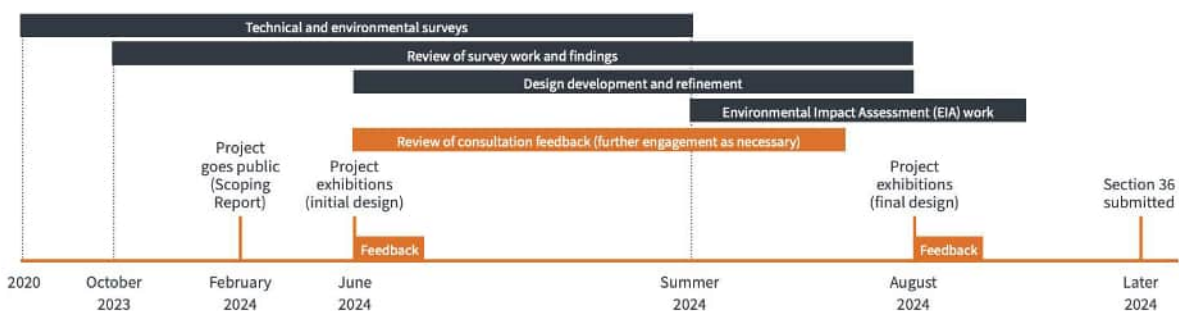 Technical and environmental surveys
Review of survey work and findings
Design development and refinement
Environmental Impact Assessment (EIA) work
Review of consultation feedback (further engagement as necessary)
Project
goes public
(Scoping
Report)
Project
exhibitions
(initial design)
Project
exhibitions
(final design)
Section 36
submitted
Feedback
Feedback
2020
October
2023
February
2024
June
2024
Summer
2024
August
2024
Later
2024